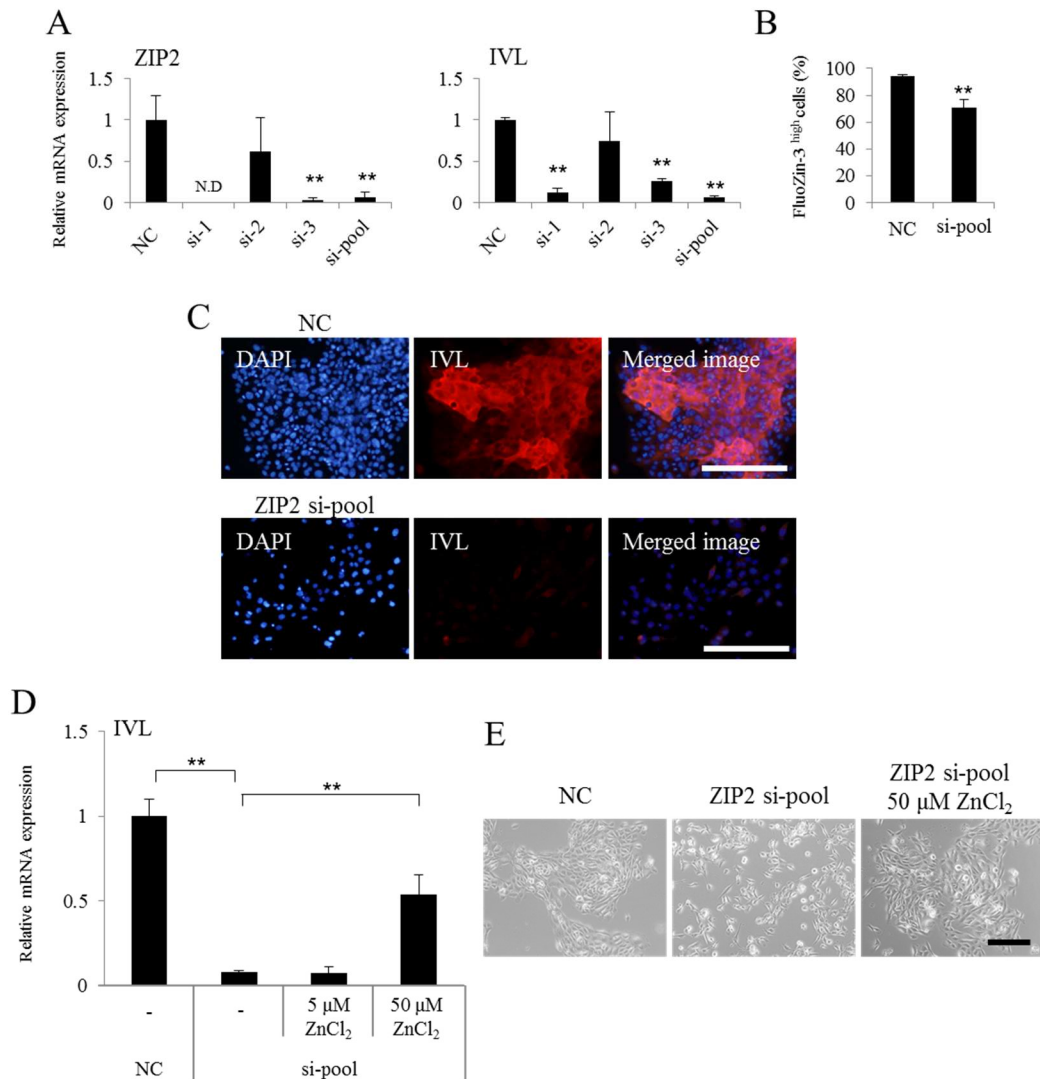 A
B
ZIP2
IVL
Relative mRNA expression
1.5
1
0.5
0
N.D
**
**
NC
si-1
si-2
si-3
si-pool
1.5
1
0.5
0
**
**
**
NC
si-1
si-2
si-3
si-pool
FluoZin-3 high cells (%)
100
80
60
40
20
0
**
NC
si-pool
C
NC
DAPI
IVL
Merged image
ZIP2 si-pool
DAPI
IVL
Merged image
D
IVL
Relative mRNA expression
1.5
1
0.5
0
**
**
-
-
5 μM ZnCl₂
50 μM ZnCl₂
NC
si-pool
E
NC
ZIP2 si-pool
ZIP2 si-pool
50 μM ZnCl₂